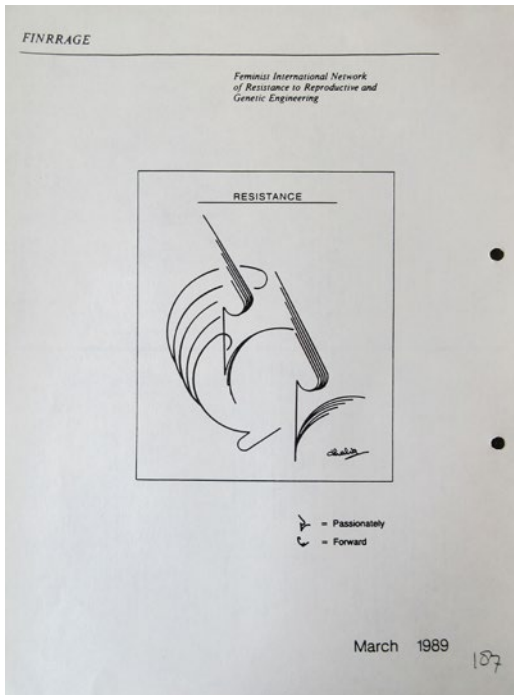 FINRRAGE
Feminist International Network
of Resistance to Reproductive and
Genetic Engineering
RESISTANCE
= Passionately
= Forward
March 1989
187